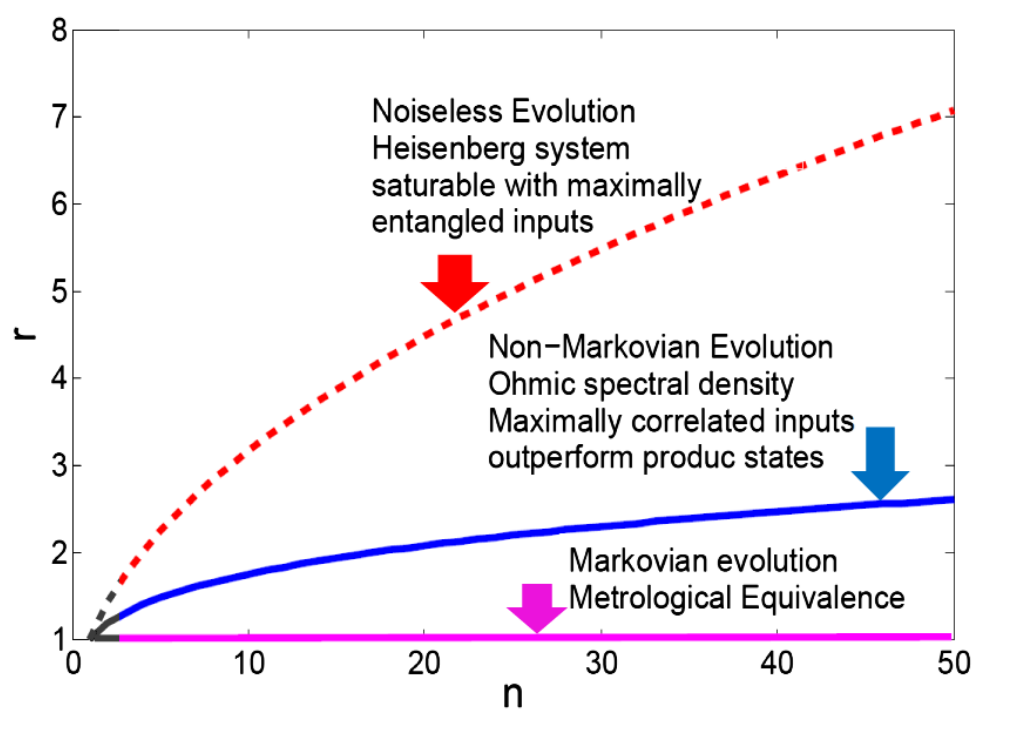 8
7
6
5
4
3
2
1
r
Noiseless Evolution
Heisenberg system
saturable with maximally
entangled inputs
Non−Markovian Evolution
Ohmic spectral density
Maximally correlated inputs
outperform produc states
Markovian evolution
Metrological Equivalence
0 10 20 30 40 50
n